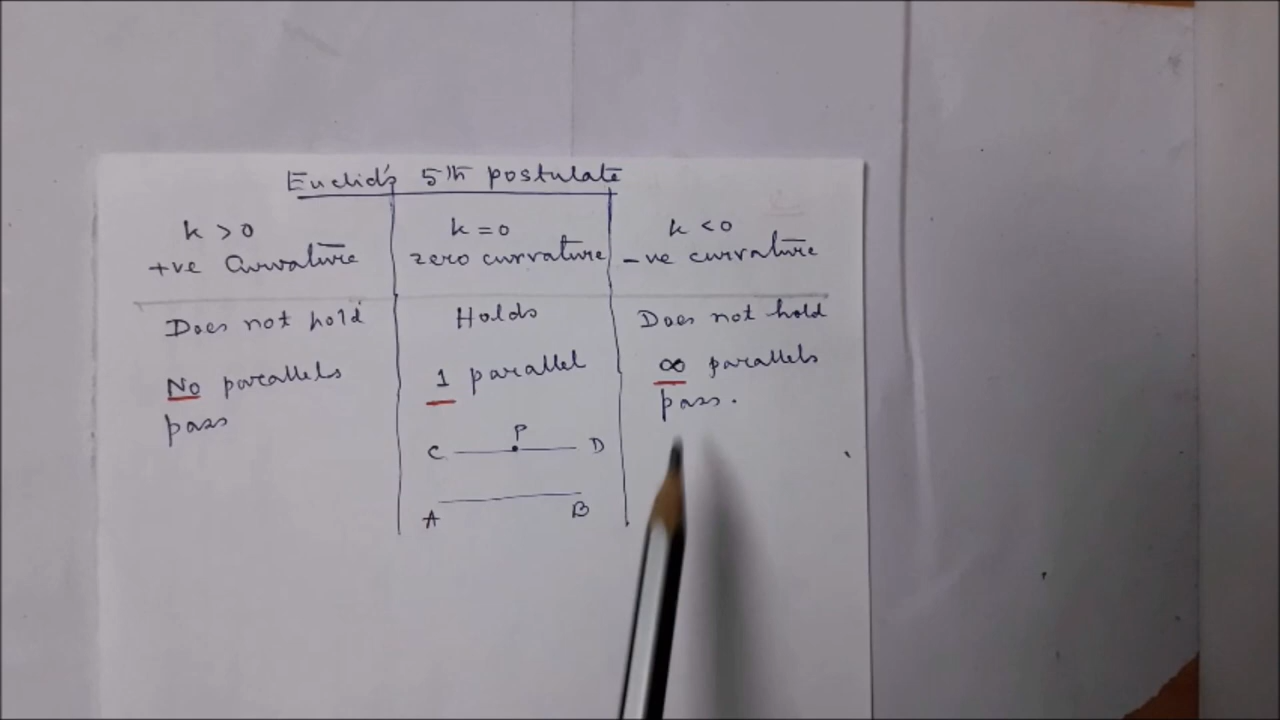 Euclid's 5th postulate
k > 0
+ve Curvature
k = 0
zero curvature
k < 0
-ve curvature
Does not hold
No parallels
pass
Holds
1 parallel
P
C D
A B
Does not hold
∞ parallels
pass.